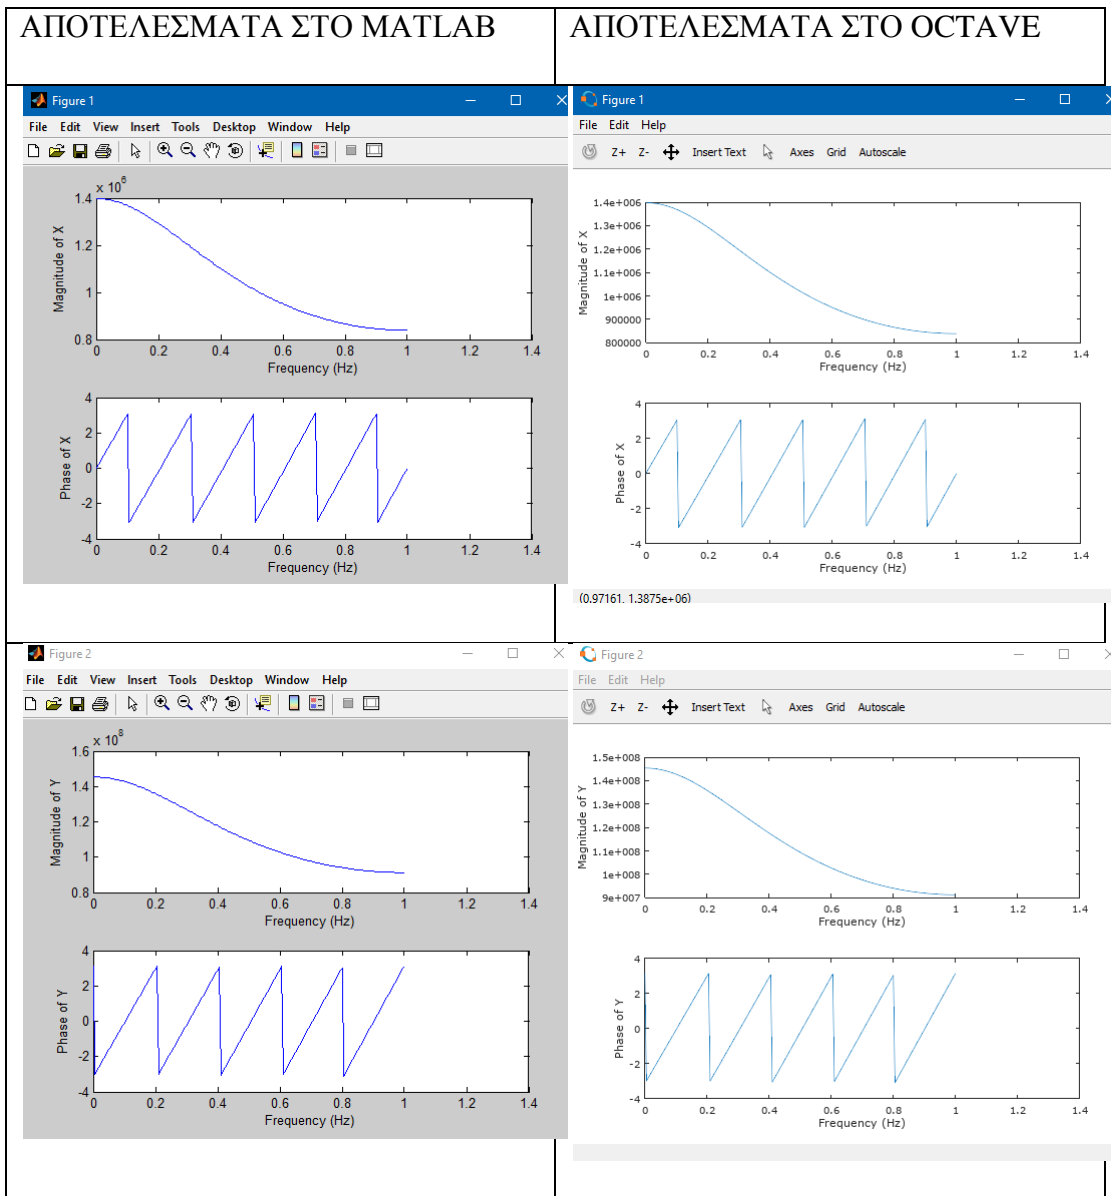 ΑΠΟΤΕΛΕΣΜΑΤΑ ΣΤΟ MATLAB
ΑΠΟΤΕΛΕΣΜΑΤΑ ΣΤΟ OCTAVE
Figure 1
File Edit View Insert Tools Desktop Window Help
x 10^6
1.4
1.2
1
0.8
Magnitude of X
0 0.2 0.4 0.6 0.8 1 1.2 1.4
Frequency (Hz)
4
2
0
-2
-4
Phase of X
0 0.2 0.4 0.6 0.8 1 1.2 1.4
Frequency (Hz)
Figure 1
File Edit Help
Z+ Z- Insert Text Axes Grid Autoscale
1.4e+006
1.3e+006
1.2e+006
1.1e+006
1e+006
900000
800000
Magnitude of X
0 0.2 0.4 0.6 0.8 1 1.2 1.4
Frequency (Hz)
4
2
0
-2
-4
Phase of X
0 0.2 0.4 0.6 0.8 1 1.2 1.4
Frequency (Hz)
(0.97161, 1.3875e+06)
Figure 2
File Edit View Insert Tools Desktop Window Help
x 10^8
1.6
1.4
1.2
1
0.8
Magnitude of Y
0 0.2 0.4 0.6 0.8 1 1.2 1.4
Frequency (Hz)
4
2
0
-2
-4
Phase of Y
0 0.2 0.4 0.6 0.8 1 1.2 1.4
Frequency (Hz)
Figure 2
File Edit Help
Z+ Z- Insert Text Axes Grid Autoscale
1.5e+008
1.4e+008
1.3e+008
1.2e+008
1.1e+008
1e+008
9e+007
Magnitude of Y
0 0.2 0.4 0.6 0.8 1 1.2 1.4
Frequency (Hz)
4
2
0
-2
-4
Phase of Y
0 0.2 0.4 0.6 0.8 1 1.2 1.4
Frequency (Hz)